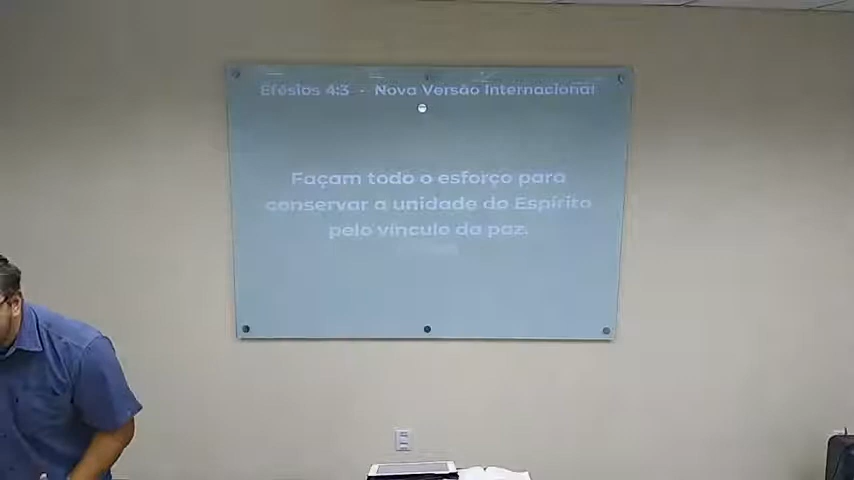 Efésios 4:3 - Nova Versão Internacional
Façam todo o esforço para
conservar a unidade do Espírito
pelo vínculo da paz.